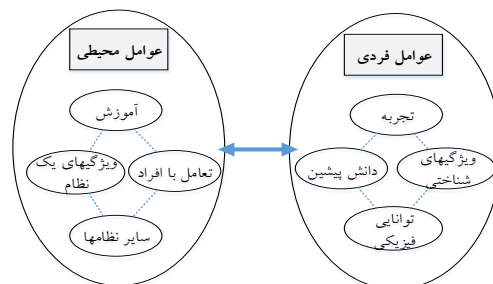 عوامل فردی
تجربه
ویژگیهای
شناختی
دانش پیشین
توانایی
فیزیکی
عوامل محیطی
آموزش
تعامل با افراد
ویژگیهای یک
نظام
سایر نظامها